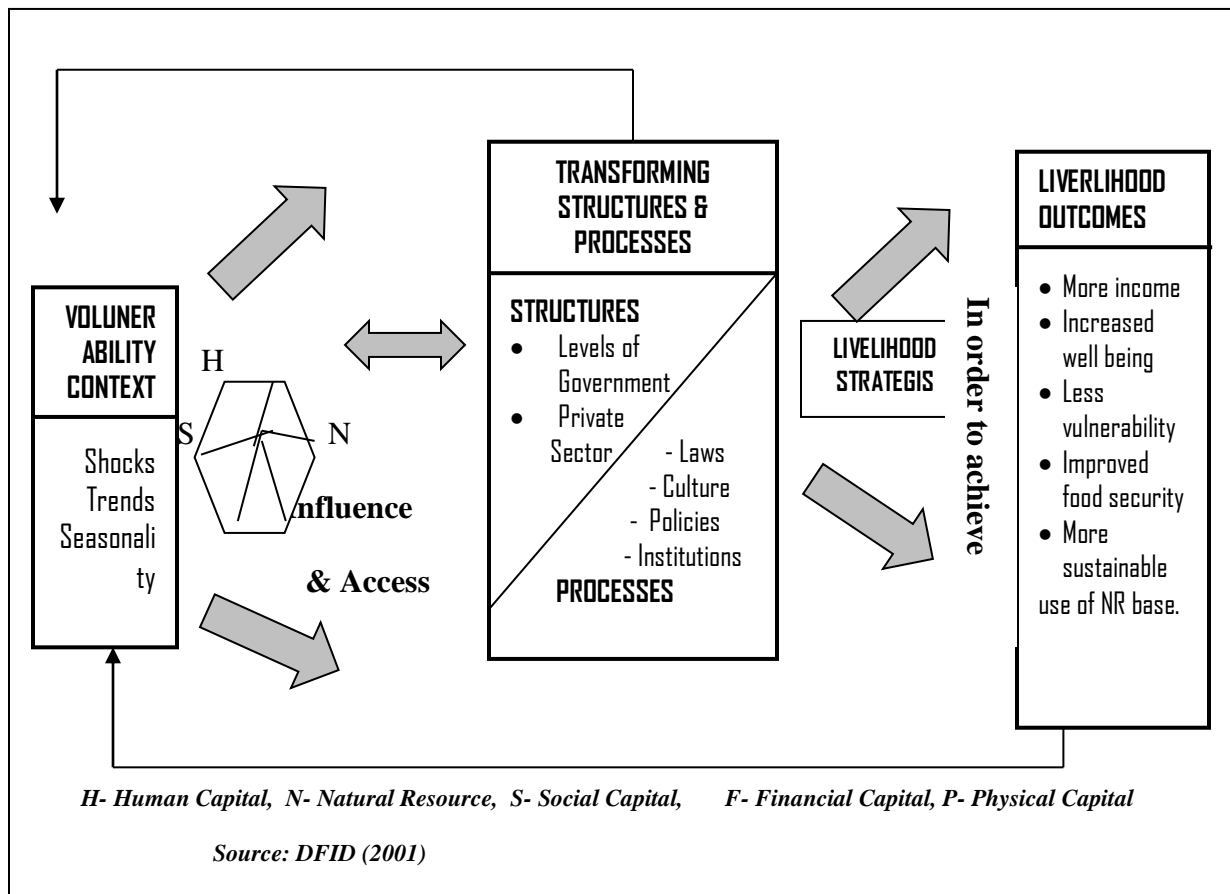 VOLUNER
ABILITY
CONTEXT
Shocks
Trends
Seasonali
ty
H
S
N
nfluence
& Access
TRANSFORMING
STRUCTURES &
PROCESSES
STRUCTURES
• Levels of
Government
• Private
Sector
- Laws
- Culture
- Policies
- Institutions
PROCESSES
LIVELIHOOD
STRATEGIS
In order to achieve
LIVERLIHOOD
OUTCOMES
• More income
• Increased
well being
• Less
vulnerability
• Improved
food security
• More
sustainable
use of NR base.
H- Human Capital, N- Natural Resource, S- Social Capital, F- Financial Capital, P- Physical Capital
Source: DFID (2001)